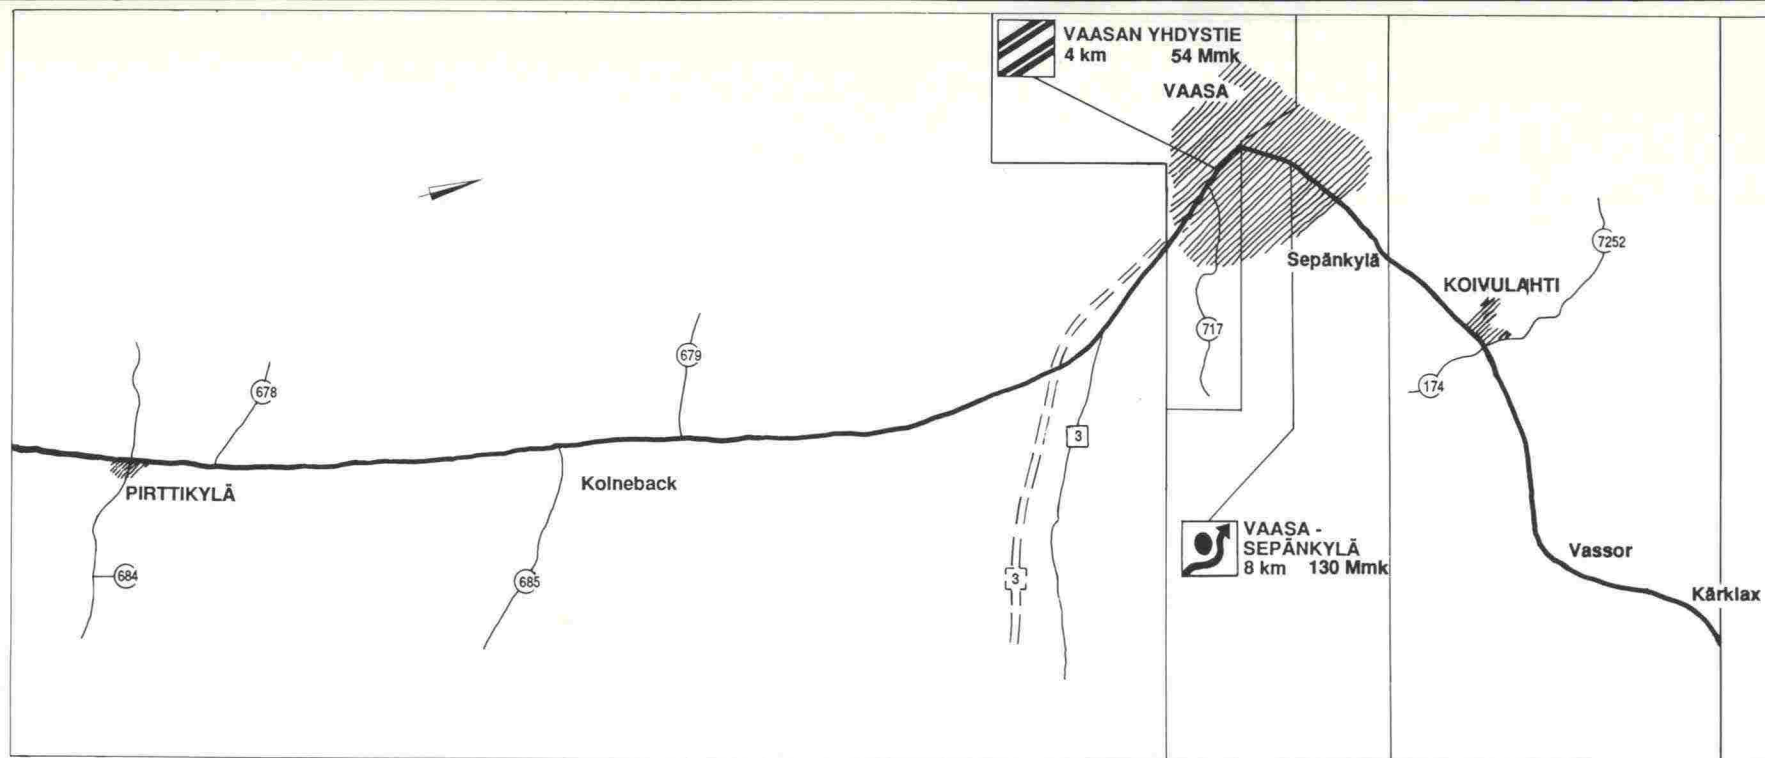 VAASAN YHDYSTIE
4 km 54 Mmk
VAASA
7252
Sepänkylä
KOIVULAHTI
717
679
174
678
3
Kolneback
PIRTTIKYLÄ
VAASA -
SEPÄNKYLÄ
8 km 130 Mmk
Vassor
684
685
3
Kärklax